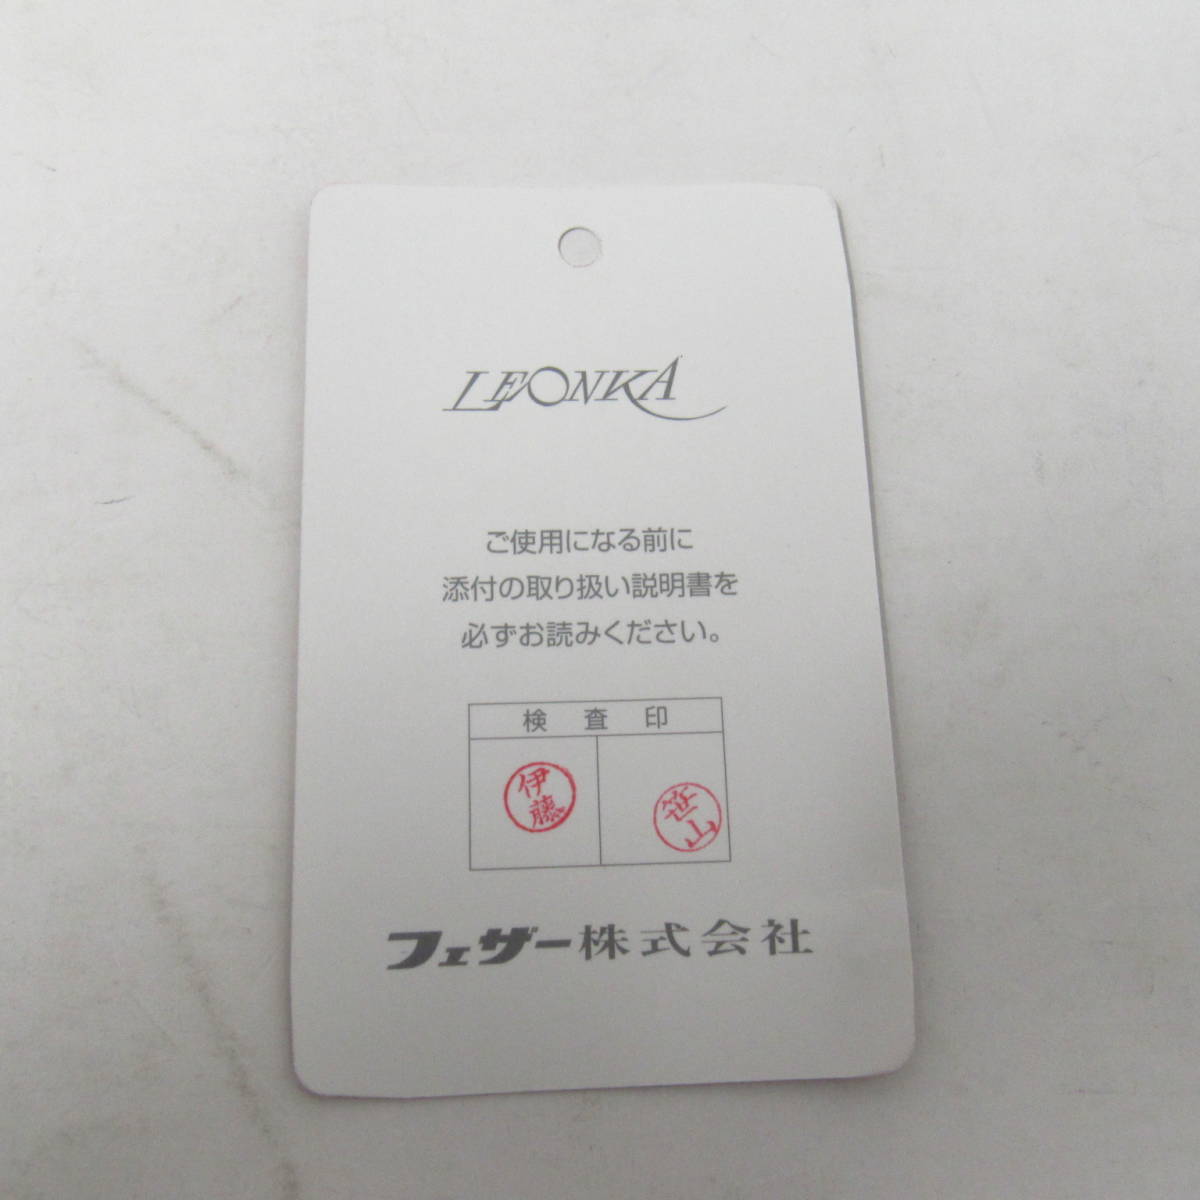 LEONKA
ご使用になる前に
添付の取り扱い説明書を
必ずお読みください。
検査印
伊藤
笹山
フェザー株式会社